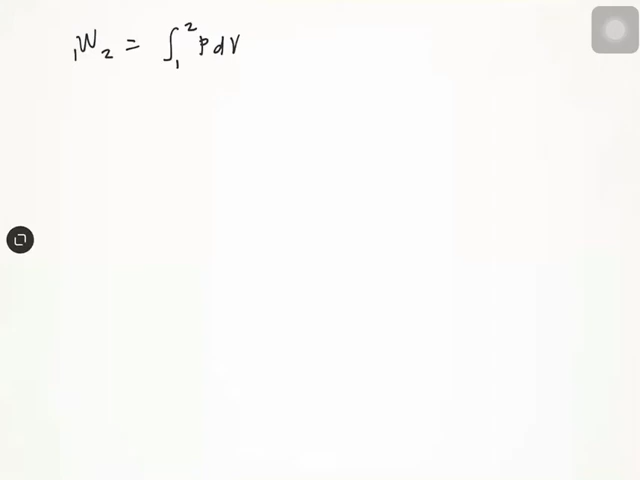 ₁W₂ = ∫₁² P dV